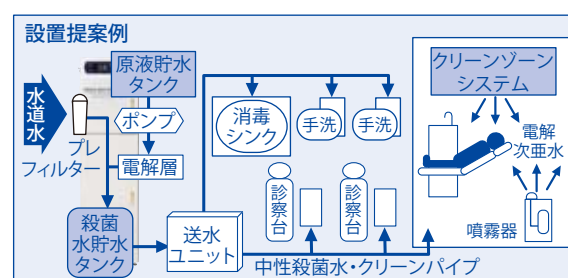 設置提案例
水道水
プレ
フィルター
原液貯水
タンク
ポンプ
電解層
殺菌
水貯水
タンク
送水
ユニット
消毒
シンク
手洗
手洗
診察台
診察台
中性殺菌水・クリーンパイプ
クリーンゾーン
システム
電解
次亜水
噴霧器